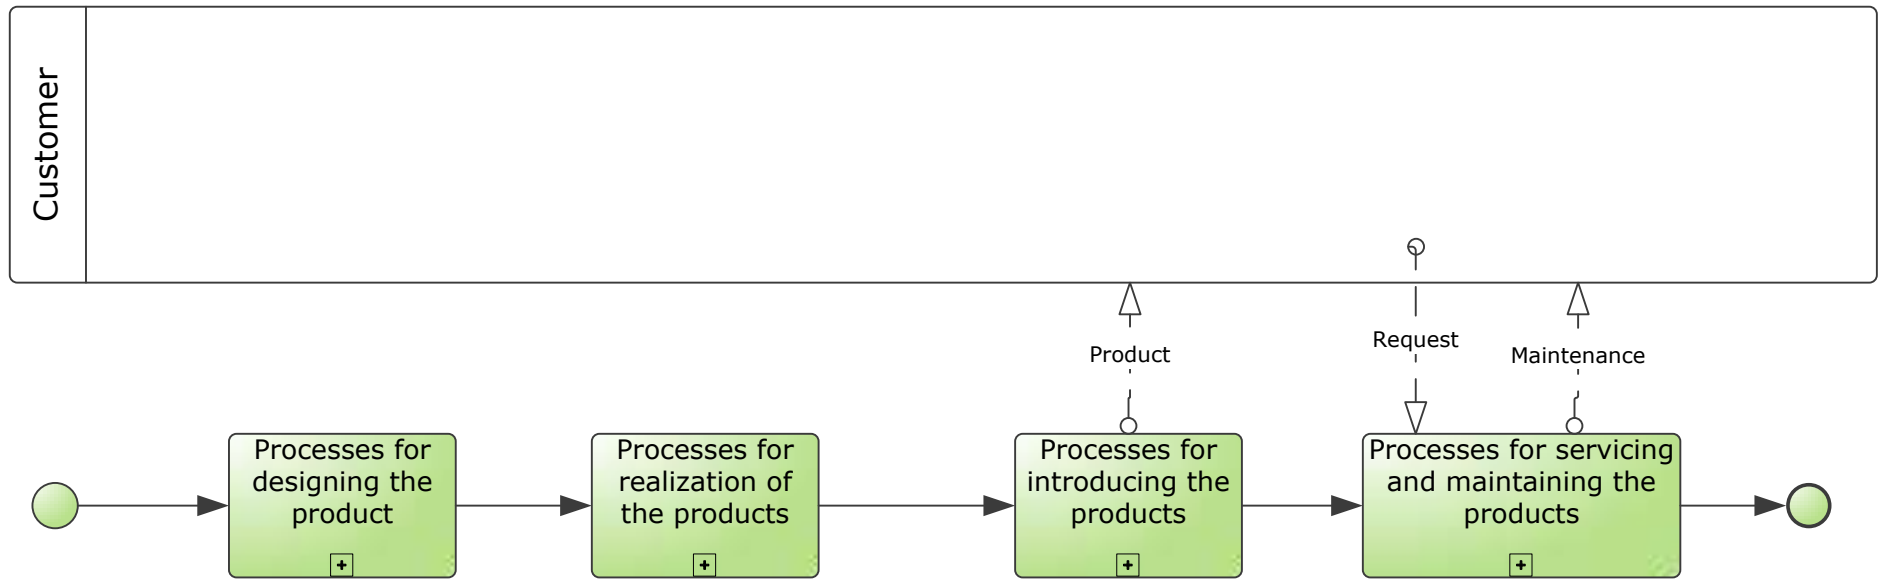 Customer
Product
Request
Maintenance
Processes for
designing the
product
Processes for
realization of
the products
Processes for
introducing the
products
Processes for servicing
and maintaining the
products